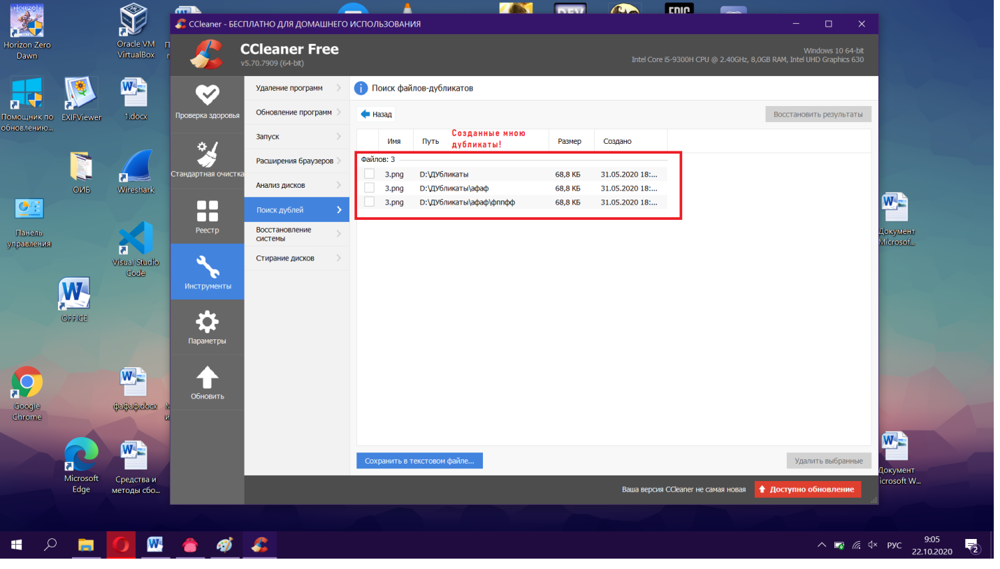 HORIZON
DEV
EPIC
Horizon Zero
Dawn
Oracle VM
VirtualBox
Помощник по
обновлению...
EXIFViewer
1.docx
ОИБ
Wireshark
Панель
управления
Visual Studio
Code
OFFICE
Google
Chrome
фафаф.docx
Microsoft
Edge
Средства и
методы сбо...
CCleaner - БЕСПЛАТНО ДЛЯ ДОМАШНЕГО ИСПОЛЬЗОВАНИЯ
CCleaner Free
v5.70.7909 (64-bit)
Windows 10 64-bit
Intel Core i5-9300H CPU @ 2.40GHz, 8,0GB RAM, Intel UHD Graphics 630
Проверка здоровья
Стандартная очистка
Реестр
Инструменты
Параметры
Обновить
Удаление программ
Обновление программ
Запуск
Расширения браузеров
Анализ дисков
Поиск дублей
Восстановление
системы
Стирание дисков
Поиск файлов-дубликатов
Назад
Восстановить результаты
Созданные мною
дубликаты!
Имя Путь Размер Создано
Файлов: 3
3.png D:\ДУбликаты 68,8 КБ 31.05.2020 18:...
3.png D:\ДУбликаты\афаф 68,8 КБ 31.05.2020 18:...
3.png D:\ДУбликаты\афаф\фппфф 68,8 КБ 31.05.2020 18:...
Сохранить в текстовом файле...
Удалить выбранные
Ваша версия CCleaner не самая новая
Доступно обновление
Документ
Microsof...
Документ
icrosoft W...
РУС
9:05
22.10.2020
2